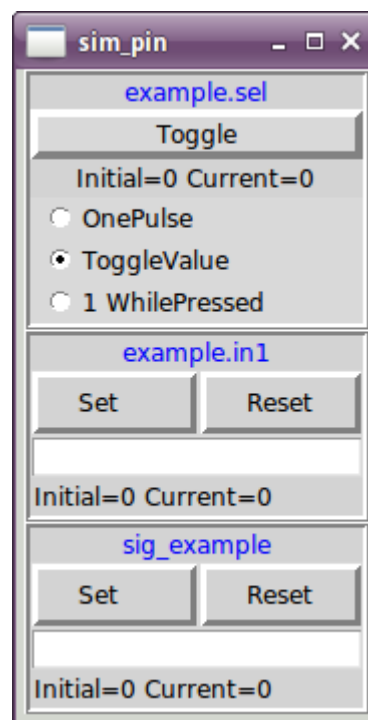 sim_pin
example.sel
Toggle
Initial=0 Current=0
OnePulse
ToggleValue
1 WhilePressed
example.in1
Set Reset
Initial=0 Current=0
sig_example
Set Reset
Initial=0 Current=0